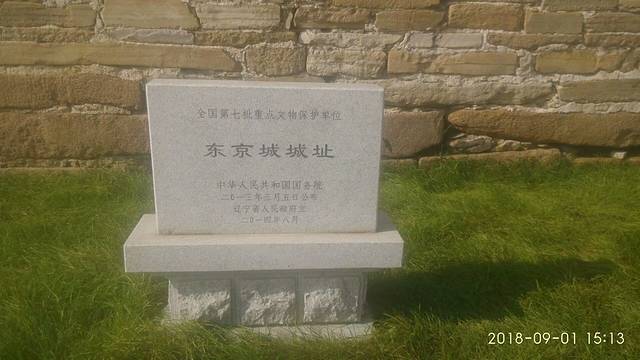 全国第七批重点文物保护单位
东京城城址
中华人民共和国国务院
二〇一三年三月五日公布
辽宁省人民政府立
二〇一四年八月
2018-09-01 15:13